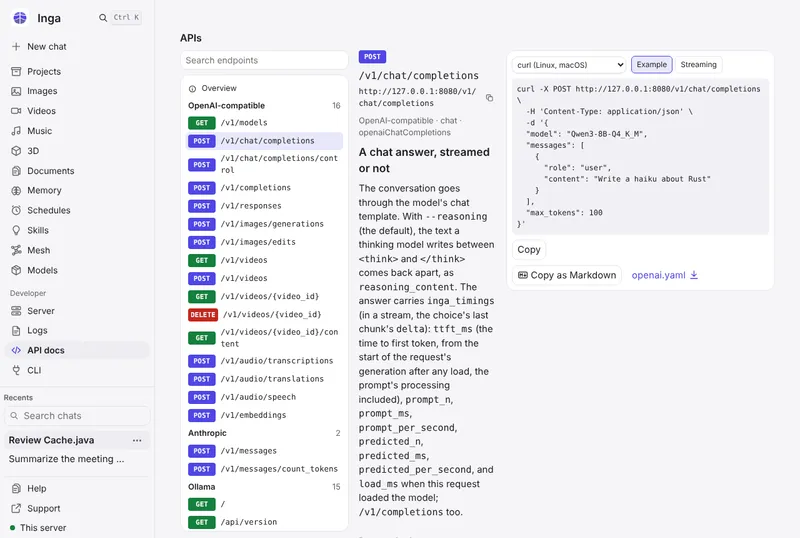 Inga
Ctrl K
New chat
Projects
Images
Videos
Music
3D
Documents
Memory
Schedules
Skills
Mesh
Models
Developer
Server
Logs
API docs
CLI
Recents
Search chats
Review Cache.java
Summarize the meeting ...
Help
Support
This server
APIs
Search endpoints
Overview
OpenAI-compatible 16
GET /v1/models
POST /v1/chat/completions
POST /v1/chat/completions/cont
rol
POST /v1/completions
POST /v1/responses
POST /v1/images/generations
POST /v1/images/edits
GET /v1/videos
POST /v1/videos
GET /v1/videos/{video_id}
DELETE /v1/videos/{video_id}
GET /v1/videos/{video_id}/con
tent
POST /v1/audio/transcriptions
POST /v1/audio/translations
POST /v1/audio/speech
POST /v1/embeddings
Anthropic 2
POST /v1/messages
POST /v1/messages/count_tokens
Ollama 15
GET /
GET /api/version
POST
/v1/chat/completions
http://127.0.0.1:8080/v1/
chat/completions
OpenAI-compatible · chat ·
openaiChatCompletions
A chat answer, streamed
or not
The conversation goes
through the model's chat
template. With --reasoning
(the default), the text a
thinking model writes between
<think> and </think>
comes back apart, as
reasoning_content. The
answer carries inga_timings
(in a stream, the choice's last
chunk's delta): ttft_ms (the
time to first token, from the
start of the request's
generation after any load, the
prompt's processing
included), prompt_n,
prompt_ms,
prompt_per_second,
predicted_n,
predicted_ms,
predicted_per_second, and
load_ms when this request
loaded the model;
/v1/completions too.
curl (Linux, macOS)
Example
Streaming
curl -X POST http://127.0.0.1:8080/v1/chat/completions
\
-H 'Content-Type: application/json' \
-d '{
"model": "Qwen3-8B-Q4_K_M",
"messages": [
{
"role": "user",
"content": "Write a haiku about Rust"
}
],
"max_tokens": 100
}'
Copy
Copy as Markdown
openai.yaml